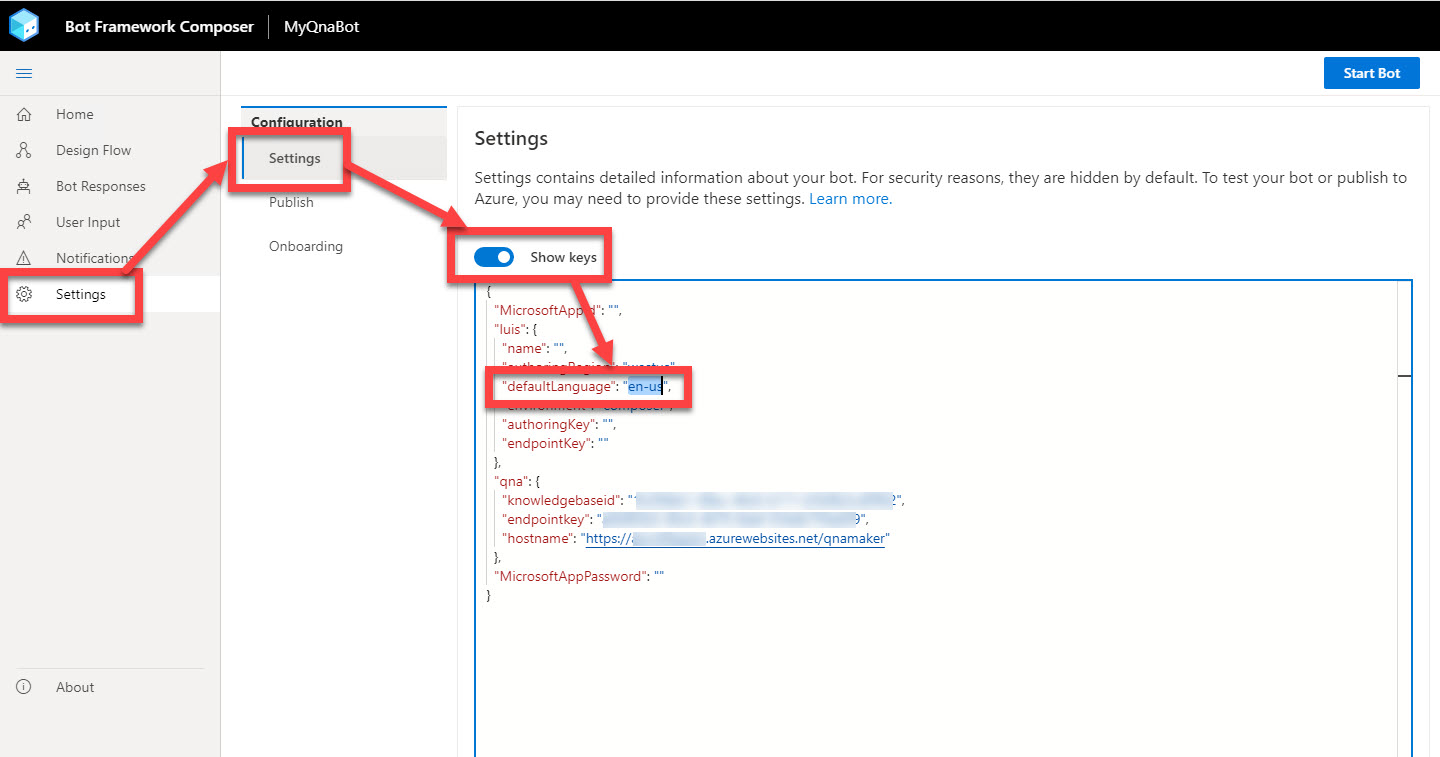 Bot Framework Composer MyQnaBot
Start Bot
Home
Design Flow
Bot Responses
User Input
Notifications
Settings
About
Configuration
Settings
Publish
Onboarding
Settings
Settings contains detailed information about your bot. For security reasons, they are hidden by default. To test your bot or publish to
Azure, you may need to provide these settings. Learn more.
Show keys
{
"MicrosoftAppId": "",
"luis": {
"name": "",
"authoringRegion": "westus",
"defaultLanguage": "en-us",
"environment": "composer",
"authoringKey": "",
"endpointKey": ""
},
"qna": {
"knowledgebaseid": "
"endpointkey": "
"hostname": "https:// .azurewebsites.net/qnamaker"
},
"MicrosoftAppPassword": ""
}